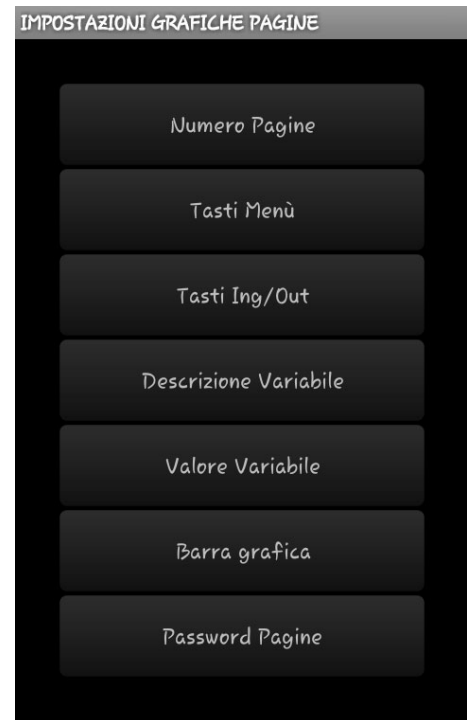 IMPOSTAZIONI GRAFICHE PAGINE
Numero Pagine
Tasti Menù
Tasti Ing/Out
Descrizione Variabile
Valore Variabile
Barra grafica
Password Pagine